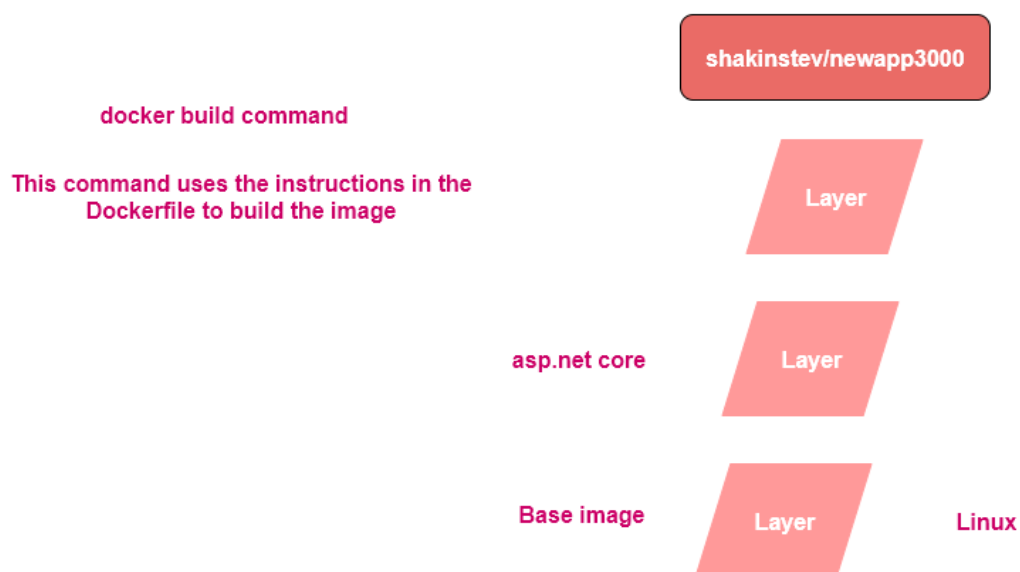 shakinstev/newapp3000
docker build command
This command uses the instructions in the
Dockerfile to build the image
Layer
asp.net core
Layer
Base image
Layer
Linux